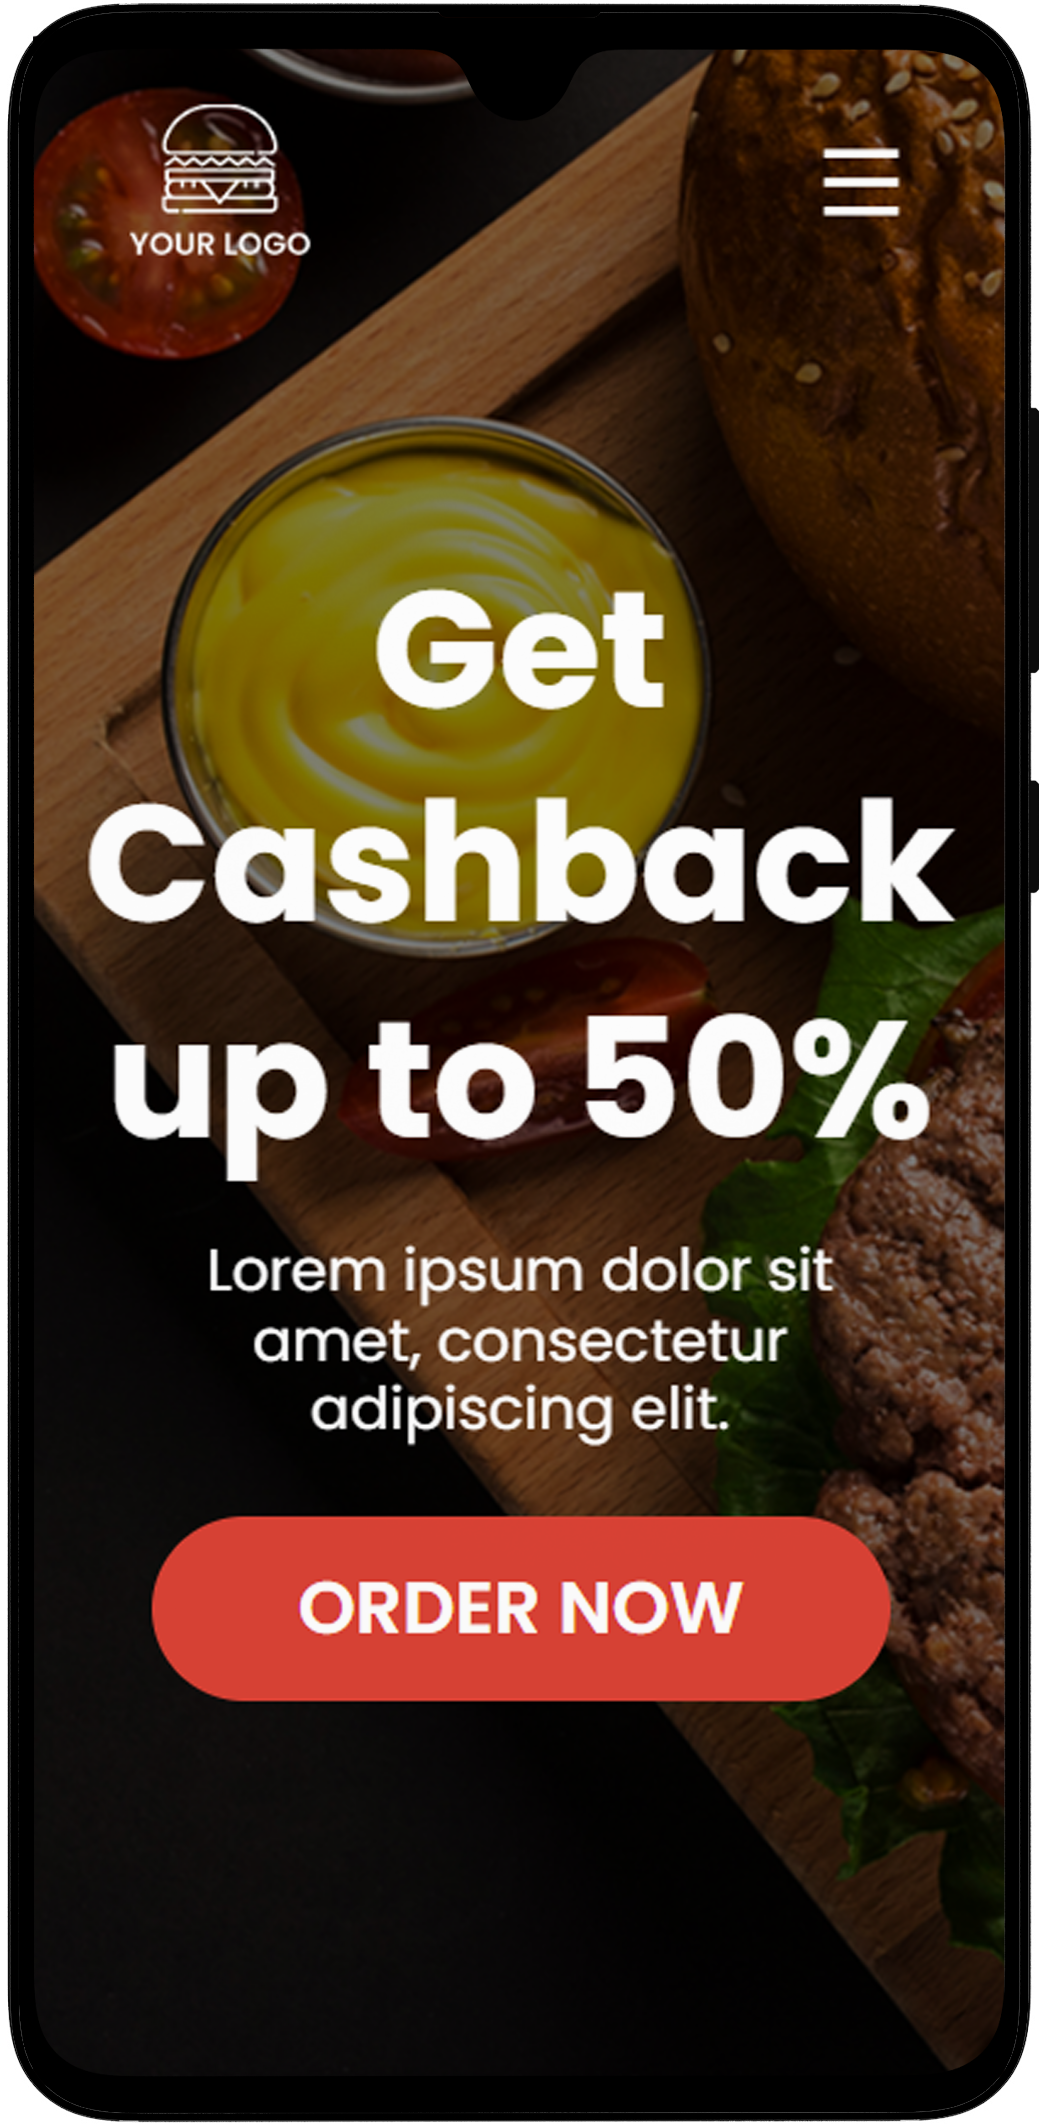 YOUR LOGO
Get
Cashback
up to 50%
Lorem ipsum dolor sit
amet, consectetur
adipiscing elit.
ORDER NOW